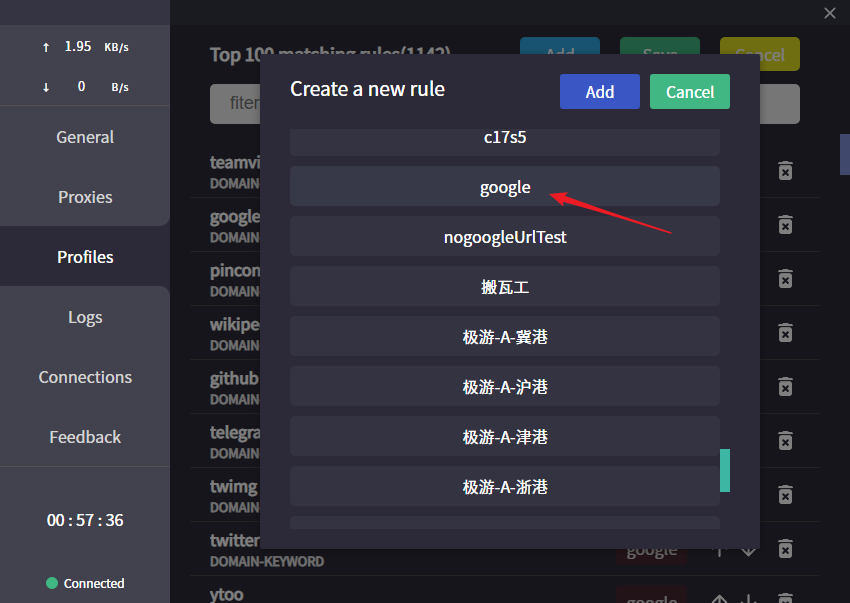 ↑ 1.95 KB/s
↓ 0 B/s
General
Proxies
Profiles
Logs
Connections
Feedback
00 : 57 : 36
Connected
Top 100 matching rules(1142)
Add
Save
Cancel
fiter
teamvi
DOMAIN-
google
DOMAIN-
pincon
DOMAIN-
wikipe
DOMAIN-
github
DOMAIN-
telegra
DOMAIN-
twimg
DOMAIN-
twitter
DOMAIN-KEYWORD
google
ytoo
google
Create a new rule
Add
Cancel
c17s5
google
nogoogleUrlTest
搬瓦工
极游-A-冀港
极游-A-沪港
极游-A-津港
极游-A-浙港